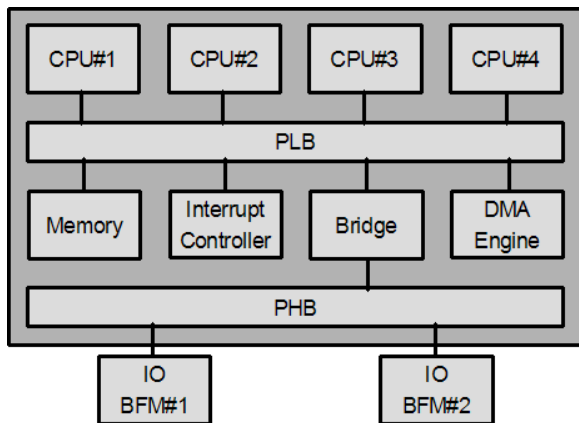 CPU#1
CPU#2
CPU#3
CPU#4
PLB
Memory
Interrupt
Controller
Bridge
DMA
Engine
PHB
IO
BFM#1
IO
BFM#2